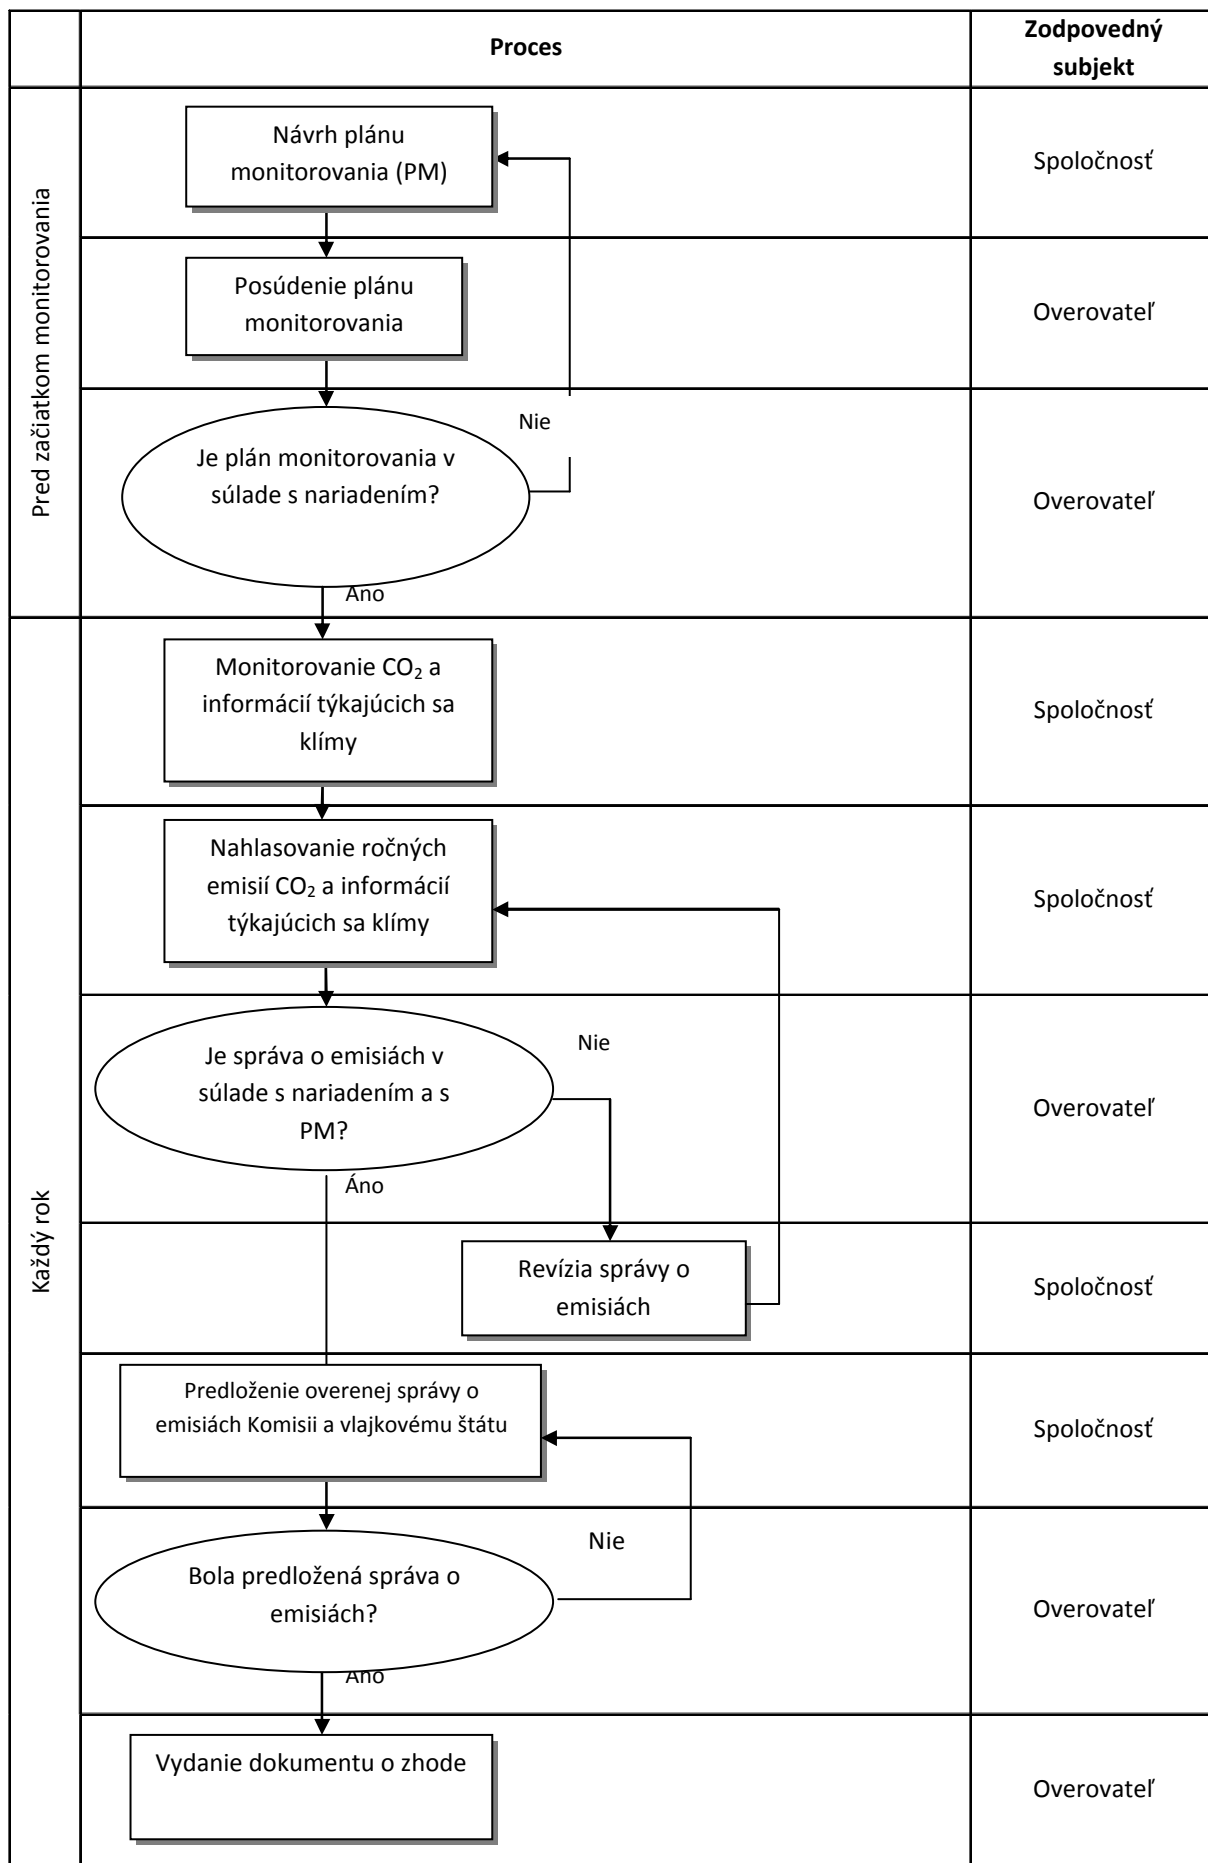 Proces
Zodpovedný
subjekt
Pred začiatkom monitorovania
Návrh plánu
monitorovania (PM)
Spoločnosť
Posúdenie plánu
monitorovania
Overovateľ
Nie
Je plán monitorovania v
súlade s nariadením?
Overovateľ
Áno
Každý rok
Monitorovanie CO₂ a
informácií týkajúcich sa
klímy
Spoločnosť
Nahlasovanie ročných
emisií CO₂ a informácií
týkajúcich sa klímy
Spoločnosť
Nie
Je správa o emisiách v
súlade s nariadením a s
PM?
Overovateľ
Áno
Revízia správy o
emisiách
Spoločnosť
Predloženie overenej správy o
emisiách Komisii a vlajkovému štátu
Spoločnosť
Nie
Bola predložená správa o
emisiách?
Overovateľ
Áno
Vydanie dokumentu o zhode
Overovateľ